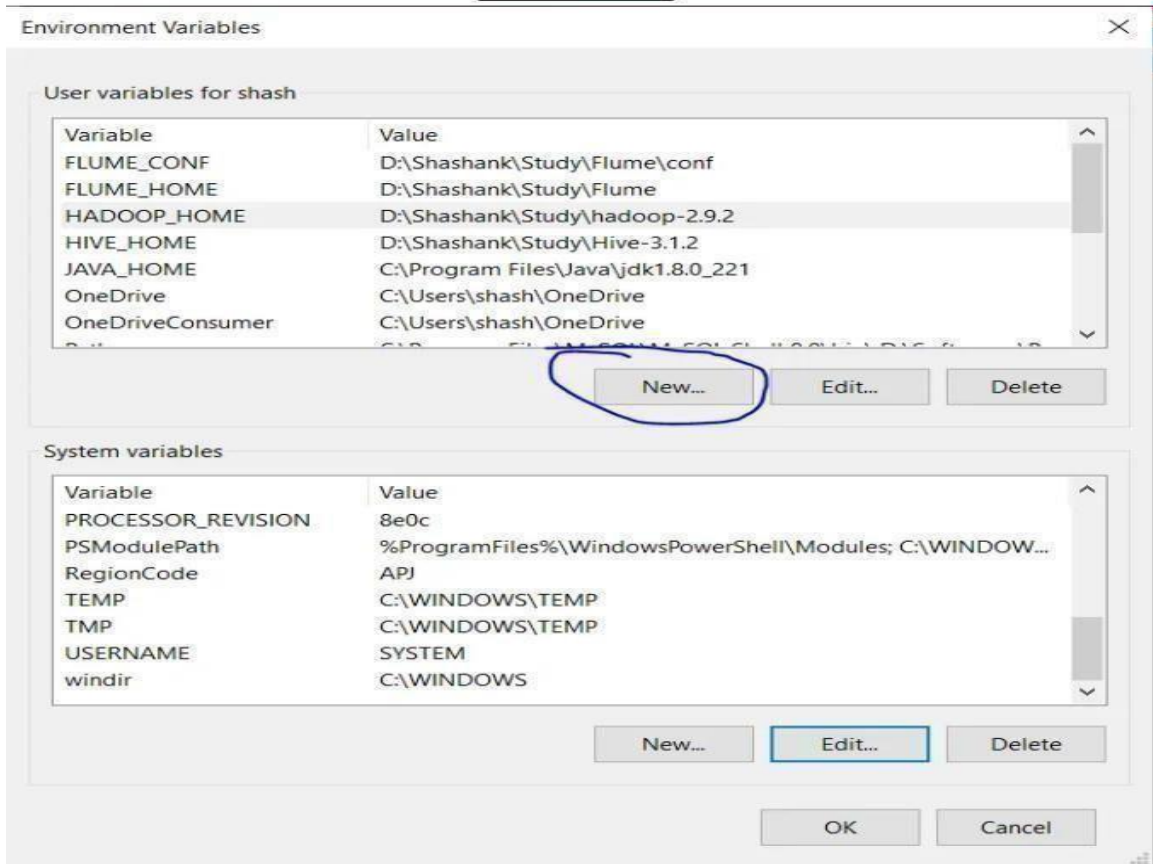 Environment Variables
User variables for shash
Variable Value
FLUME_CONF D:\Shashank\Study\Flume\conf
FLUME_HOME D:\Shashank\Study\Flume
HADOOP_HOME D:\Shashank\Study\hadoop-2.9.2
HIVE_HOME D:\Shashank\Study\Hive-3.1.2
JAVA_HOME C:\Program Files\Java\jdk1.8.0_221
OneDrive C:\Users\shash\OneDrive
OneDriveConsumer C:\Users\shash\OneDrive
New... Edit... Delete
System variables
Variable Value
PROCESSOR_REVISION 8e0c
PSModulePath %ProgramFiles%\WindowsPowerShell\Modules; C:\WINDOW...
RegionCode APJ
TEMP C:\WINDOWS\TEMP
TMP C:\WINDOWS\TEMP
USERNAME SYSTEM
windir C:\WINDOWS
New... Edit... Delete
OK Cancel